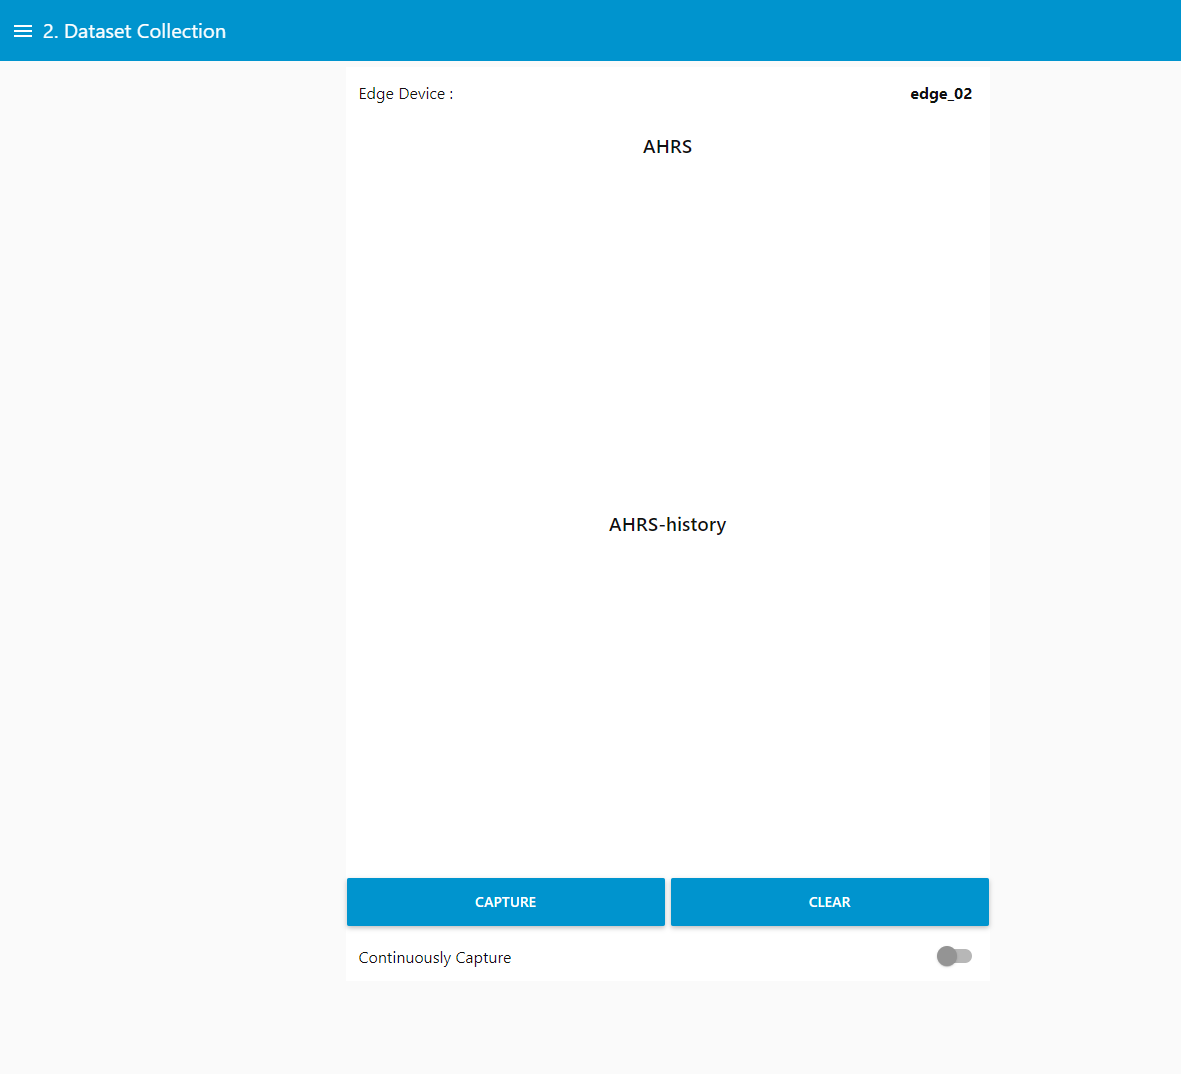 2. Dataset Collection
Edge Device :
edge_02
AHRS
AHRS-history
CAPTURE
CLEAR
Continuously Capture